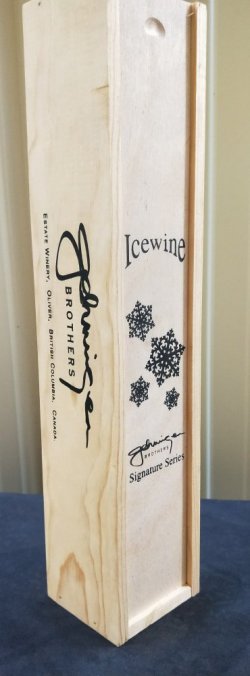 Gehringer
BROTHERS
ESTATE WINERY, OLIVER, BRITISH COLUMBIA, CANADA.
Icewine
Gehringer
BROTHERS
Signature Series